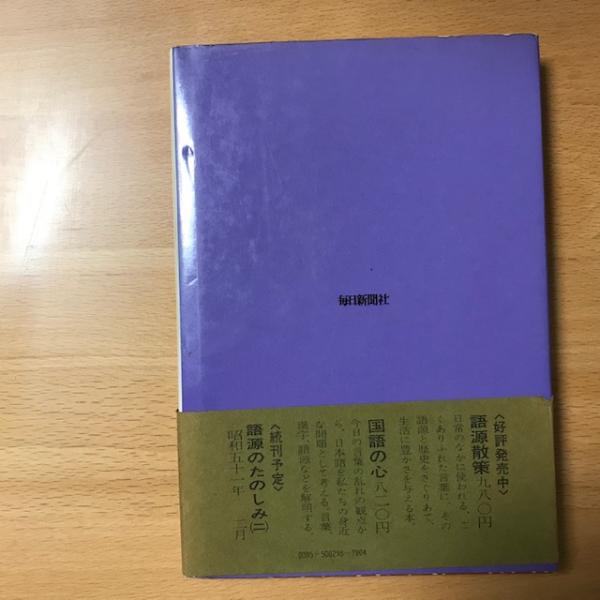 毎日新聞社
〈好評発売中〉
語源散策九八〇円
日常のなかに使われる、ご
くありふれた言葉に、その
語源と歴史をさぐりあて、
生活に豊かさを与える本。
国語の心八二〇円
今日の言葉の乱れの観点か
ら、日本語を私たちの身近
な問題として考える。言葉、
漢字、語源などを解明する。
〈続刊予定〉
語源のたのしみ(二)
昭和五十一年 二月
0095-500296-7904